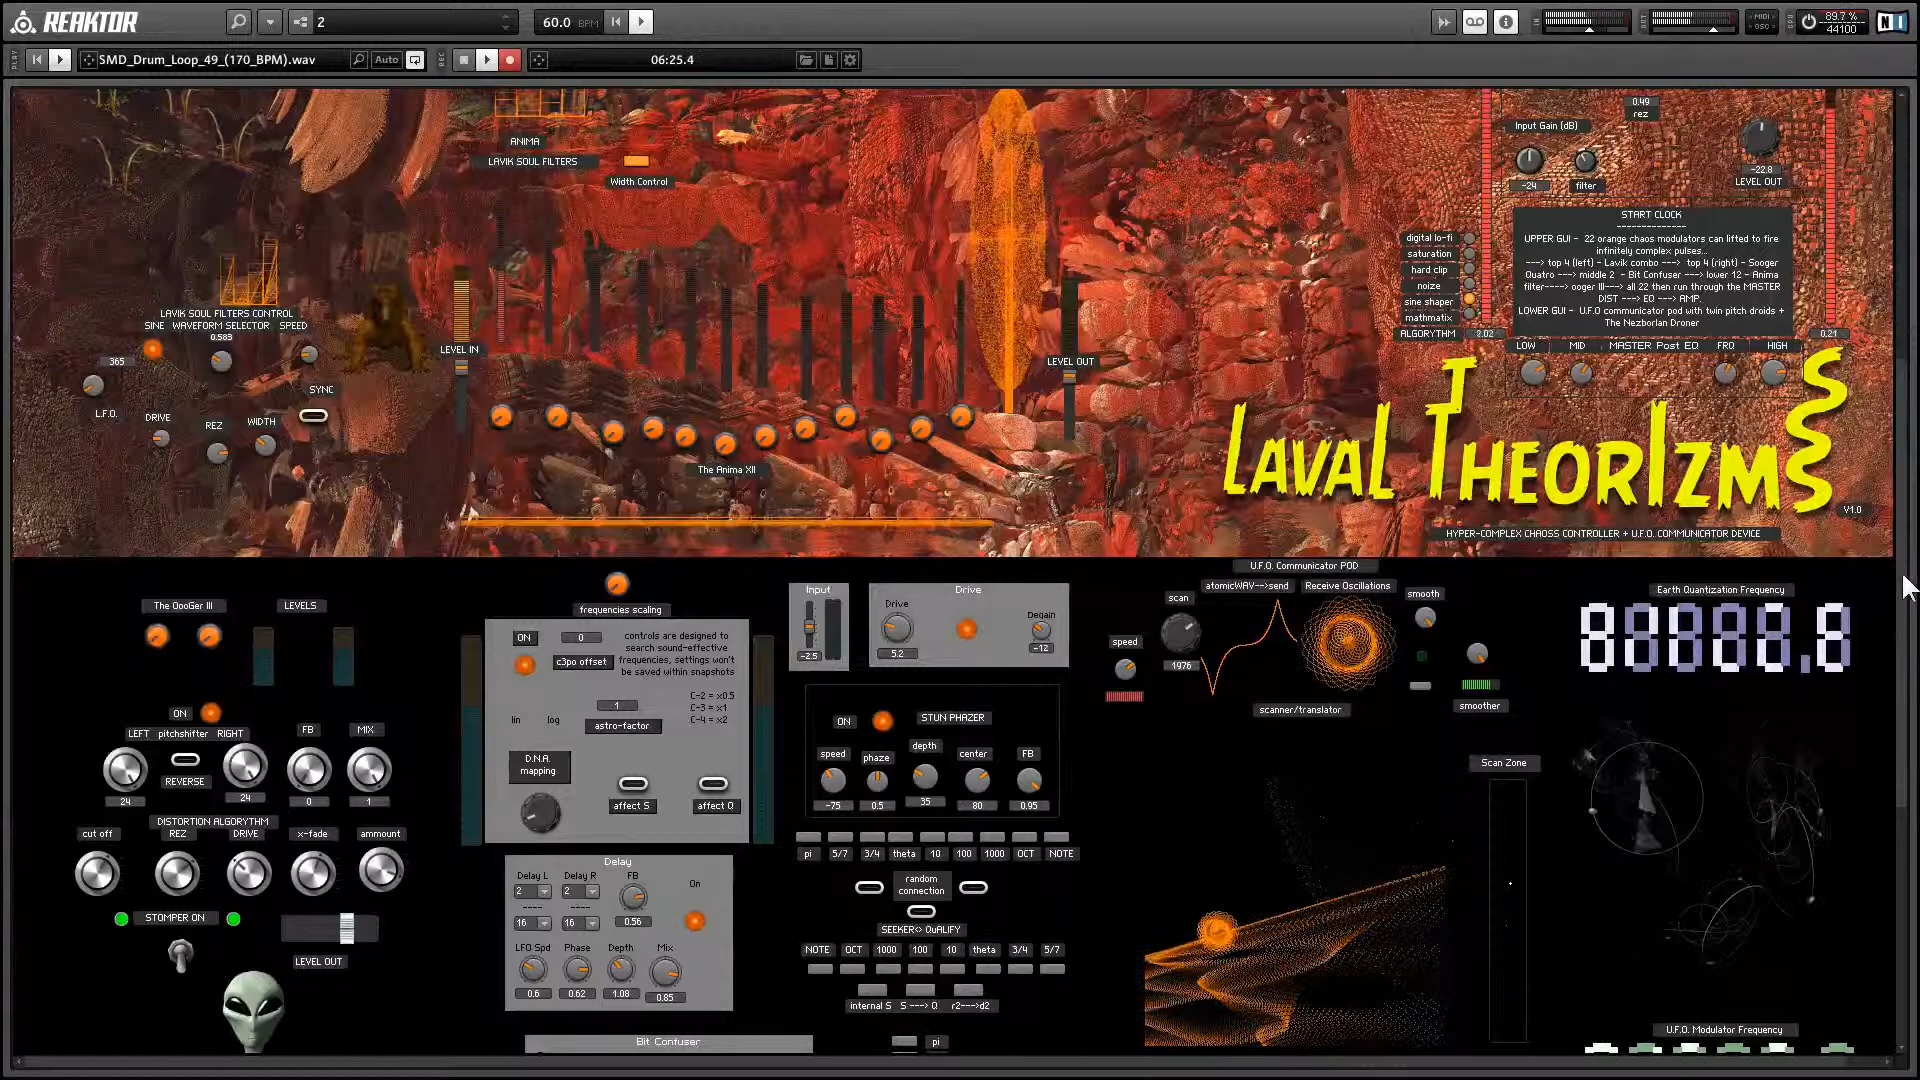 REAKTOR
2
60.0 BPM
IN
OUT
MIDI
OSC
CPU
89.7 %
44100
PLAY
SMD_Drum_Loop_49_(170_BPM).wav
Auto
REC
06:25.4
ANIMA
LAVIK SOUL FILTERS
Width Control
0.49
rez
Input Gain (dB)
-24
filter
-22.8
LEVEL OUT
START CLOCK
--------------
UPPER GUI - 22 orange chaos modulators can lifted to fire
infinitely complex pulses...
---> top 4 (left) - Lavik combo ---> top 4 (right) - Sooger
Quatro ---> middle 2 - Bit Confuser ---> lower 12 - Anima
filter----> ooger III---> all 22 then run through the MASTER
DIST ---> EQ ---> AMP.
LOWER GUI - U.F.O communicator pod with twin pitch droids +
The Nezborlan Droner
digital lo-fi
saturation
hard clip
noize
sine shaper
mathmatix
ALGORITHM
2.02
0.21
LOW
MID
MASTER Post EQ
FRQ
HIGH
LAVIK SOUL FILTERS CONTROL
SINE WAVEFORM SELECTOR SPEED
0.583
365
L.F.O.
SYNC
DRIVE
REZ
WIDTH
LEVEL IN
LEVEL OUT
The Anima XII
LAVAL THEORIZMS
V1.0
HYPER-COMPLEX CHAOSS CONTROLLER + U.F.O. COMMUNICATOR DEVICE
The OooGer III
LEVELS
ON
LEFT pitchshifter RIGHT
FB
MIX
REVERSE
24
24
0
1
DISTORTION ALGORYTHM
cut off
REZ
DRIVE
x-fade
ammount
STOMPER ON
LEVEL OUT
frequencies scaling
ON
0
c3po offset
controls are designed to
search sound-effective
frequencies, settings won't
be saved within snapshots
C-2 = x0.5
C-3 = x1
C-4 = x2
1
lin
log
astro-factor
D.N.A.
mapping
affect S
affect Q
Delay
Delay L
Delay R
FB
On
2
2
----
----
16
16
0.56
LFO Spd
Phase
Depth
Mix
0.6
0.62
1.08
0.85
Bit Confuser
Input
-2.5
Drive
Drive
5.2
Degain
-12
ON
STUN PHAZER
speed
phaze
depth
center
FB
-75
0.5
35
80
0.95
pi
5/7
3/4
theta
10
100
1000
OCT
NOTE
random
connection
SEEKER<> QuALIFY
NOTE
OCT
1000
100
10
theta
3/4
5/7
internal S
S ---> Q
r2--->d2
pi
U.F.O. Communicator POD
atomicWAV-->send
Receive Oscillations
scan
smooth
speed
1976
smoother
scanner/translator
Scan Zone
Earth Quantization Frequency
U.F.O. Modulator Frequency